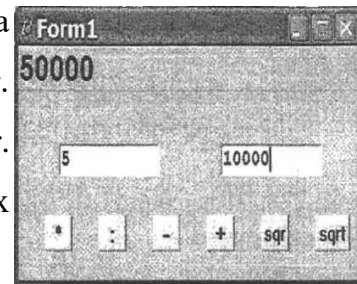 a
Form1
50000
.
.
5 10000
x
* : - + sqr sqrt